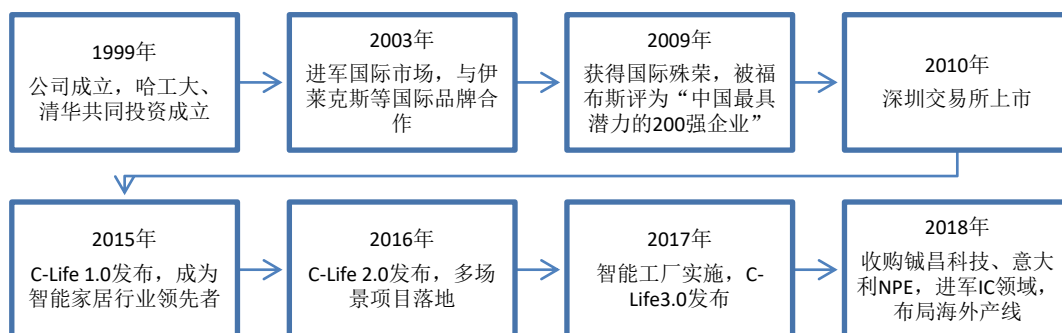 1999年
公司成立，哈工大、
清华共同投资成立
2003年
进军国际市场，与伊
莱克斯等国际品牌合
作
2009年
获得国际殊荣，被福
布斯评为“中国最具
潜力的200强企业”
2010年
深圳交易所上市
2015年
C-Life 1.0发布，成为
智能家居行业领先者
2016年
C-Life 2.0发布，多场
景项目落地
2017年
智能工厂实施，C-
Life3.0发布
2018年
收购铖昌科技、意大
利NPE，进军IC领域，
布局海外产线